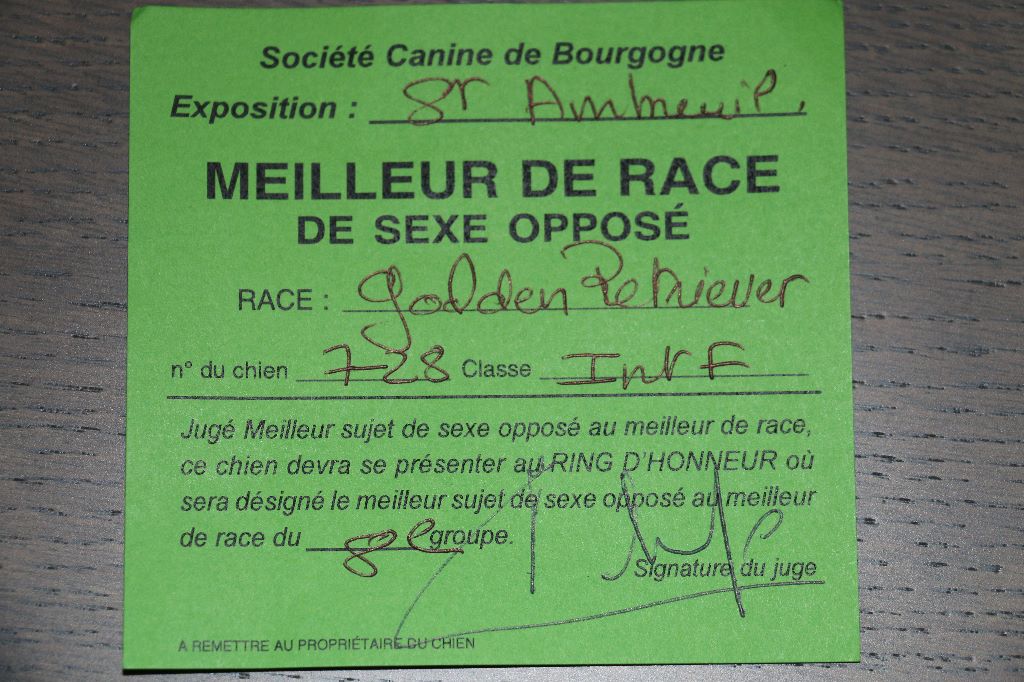 Société Canine de Bourgogne
Exposition : St Ambreuil.
MEILLEUR DE RACE
DE SEXE OPPOSÉ
RACE : Golden Retriever
n° du chien 728 Classe Int F
Jugé Meilleur sujet de sexe opposé au meilleur de race,
ce chien devra se présenter au RING D'HONNEUR où
sera désigné le meilleur sujet de sexe opposé au meilleur
de race du 8e groupe.
Signature du juge
A REMETTRE AU PROPRIÉTAIRE DU CHIEN